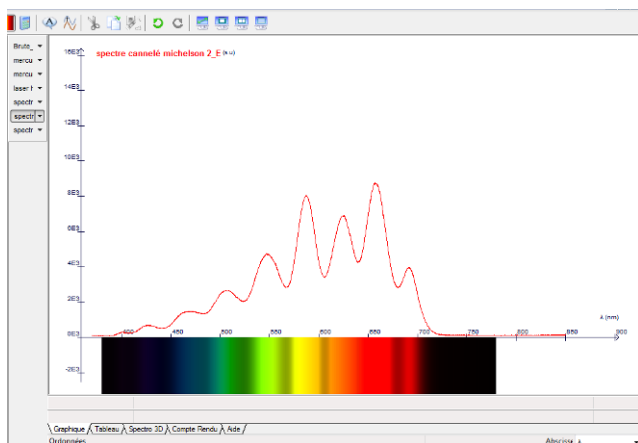 Brute_
mercu
mercu
laser h
spectr
spectr
spectr
spectre cannelé michelson 2_E (s.u)
16E3
14E3
12E3
10E3
8E3
6E3
4E3
2E3
0E3
-2E3
λ (nm)
400
450
500
550
600
650
700
750
800
850
900
Graphique Tableau Spectro 3D Compte Rendu Aide
Ordonnées
Abscisse